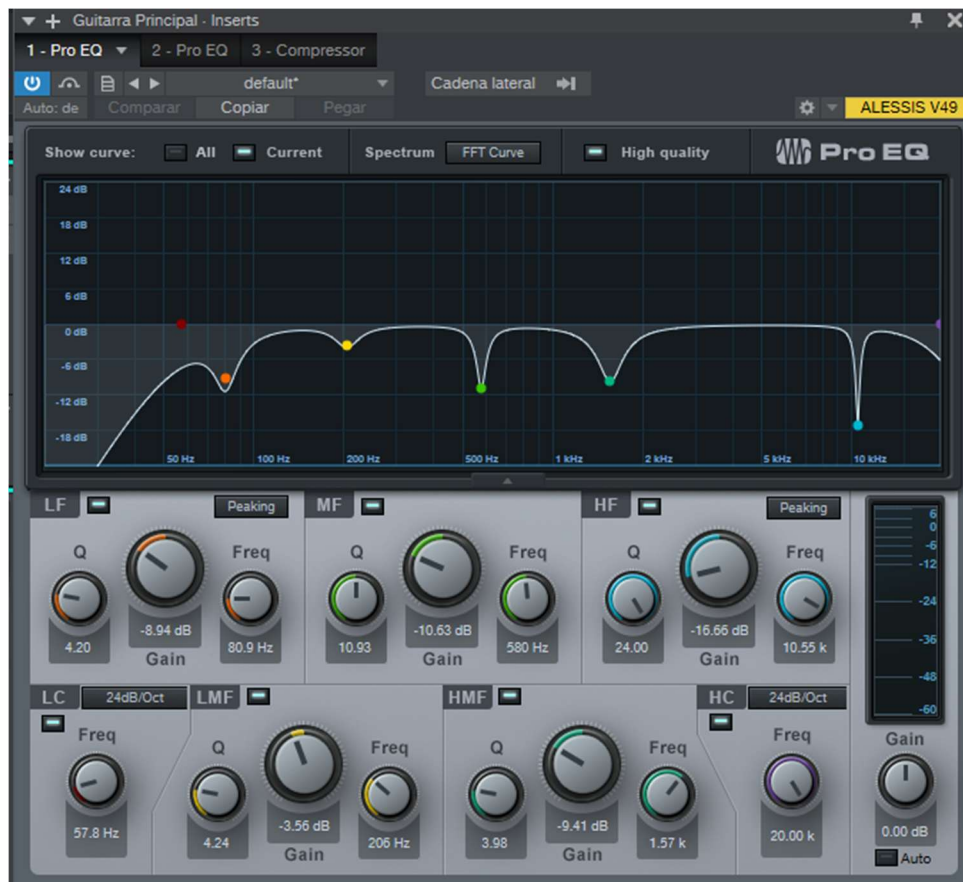 Guitarra Principal - Inserts
1 - Pro EQ 2 - Pro EQ 3 - Compressor
default* Cadena lateral
Auto: de Comparar Copiar Pegar ALESSIS V49
Show curve: All Current Spectrum FFT Curve High quality Pro EQ
24 dB
18 dB
12 dB
6 dB
0 dB
-6 dB
-12 dB
-18 dB
50 Hz 100 Hz 200 Hz 500 Hz 1 kHz 2 kHz 5 kHz 10 kHz
LF Peaking MF HF Peaking
Q Freq Q Freq Q Freq
4.20 -8.94 dB 80.9 Hz 10.93 -10.63 dB 580 Hz 24.00 -16.66 dB 10.55 k
Gain Gain Gain
6
0
-6
-12
-24
-36
-48
-60
LC 24dB/Oct LMF HMF HC 24dB/Oct
Freq Q Freq Q Freq Freq Gain
57.8 Hz 4.24 -3.56 dB 206 Hz 3.98 -9.41 dB 1.57 k 20.00 k 0.00 dB
Gain Gain Auto